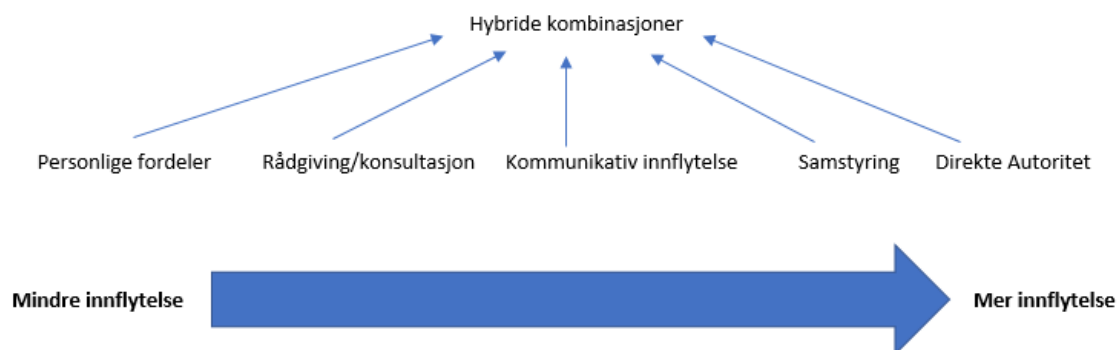 Hybride kombinasjoner
Personlige fordeler Rådgiving/konsultasjon Kommunikativ innflytelse Samstyring Direkte Autoritet
Mindre innflytelse Mer innflytelse